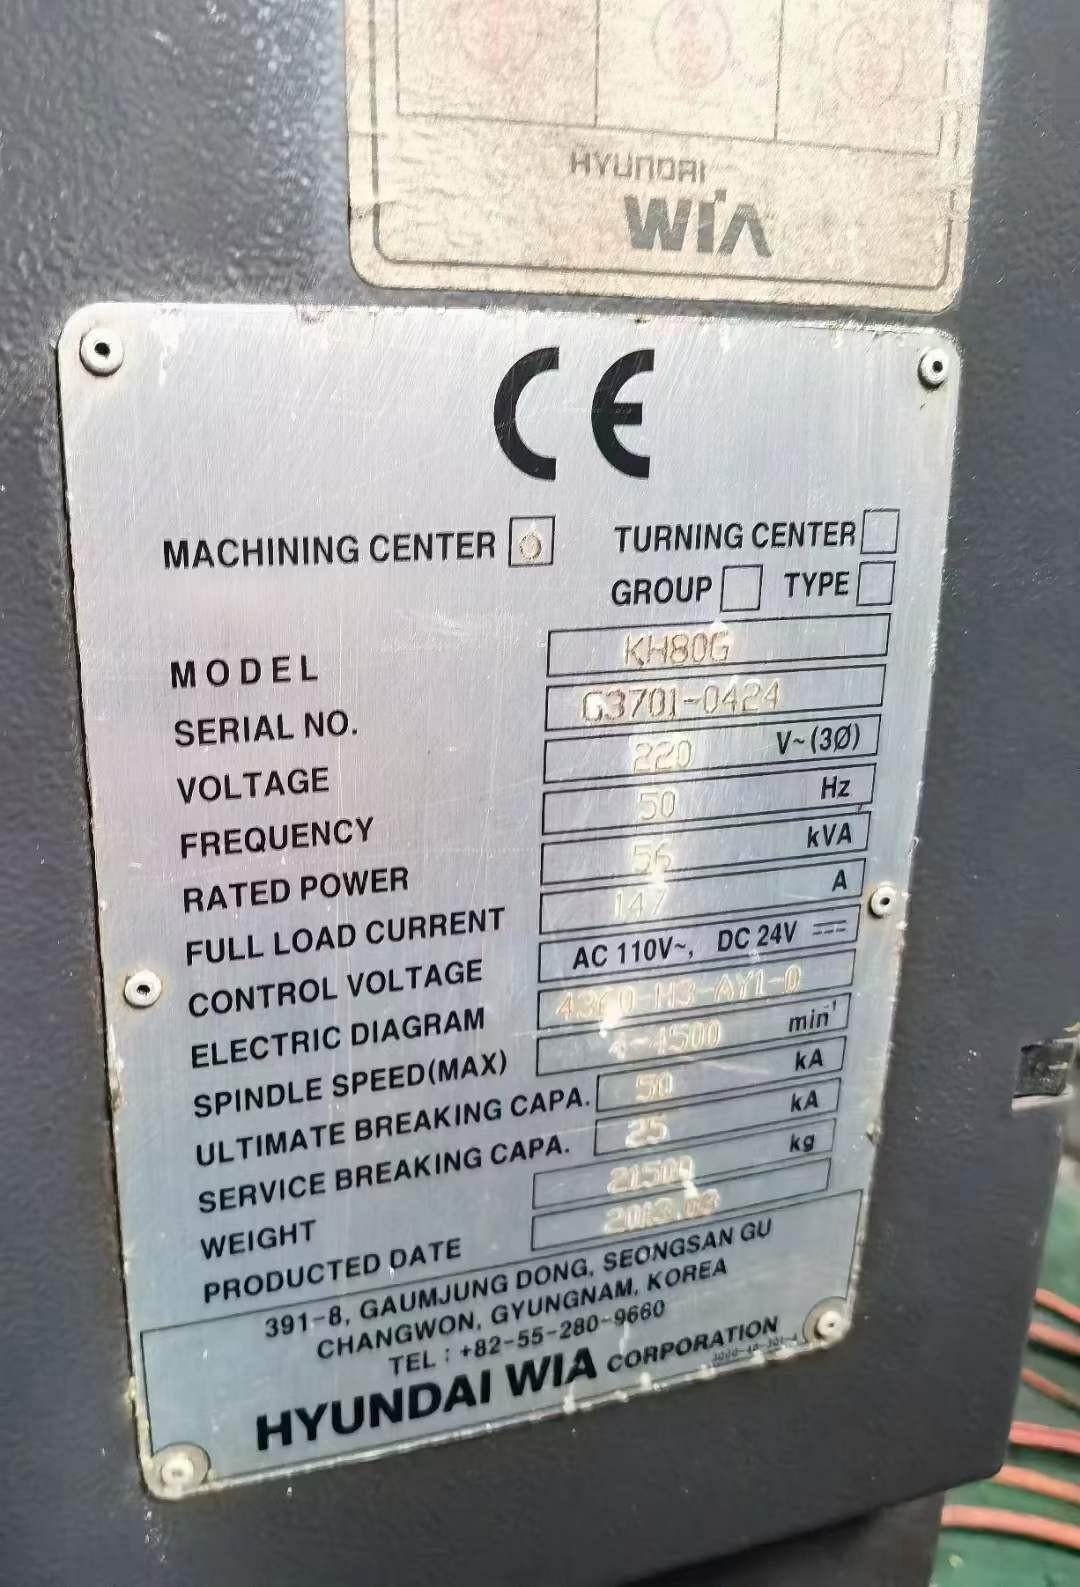 HYUNDAI
WIA
CE
MACHINING CENTER TURNING CENTER
GROUP TYPE
MODEL KH80G
SERIAL NO. G3701-0424
VOLTAGE 220 V~(3Ø)
FREQUENCY 50 Hz
RATED POWER 56 kVA
FULL LOAD CURRENT 147 A
CONTROL VOLTAGE AC 110V~, DC 24V
ELECTRIC DIAGRAM
SPINDLE SPEED(MAX) min⁻¹
ULTIMATE BREAKING CAPA. 50 kA
SERVICE BREAKING CAPA. 25 kA
WEIGHT 21500 kg
PRODUCTED DATE
391-8, GAUMJUNG DONG, SEONGSAN GU
CHANGWON, GYUNGNAM, KOREA
TEL : +82-55-280-9660
HYUNDAI WIA CORPORATION